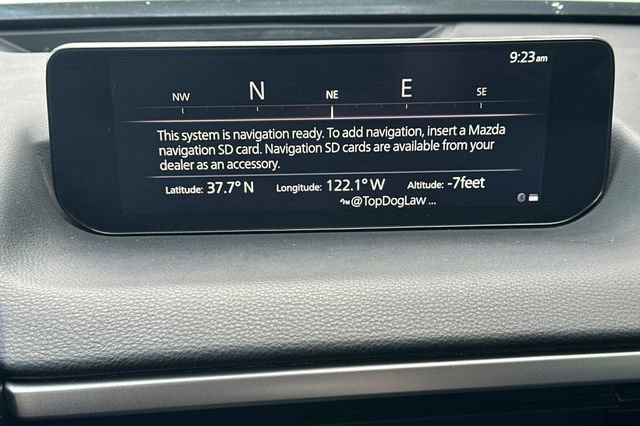 9:23am
NW N NE E SE
This system is navigation ready. To add navigation, insert a Mazda
navigation SD card. Navigation SD cards are available from your
dealer as an accessory.
Latitude: 37.7° N Longitude: 122.1° W Altitude: -7feet
@TopDogLaw ...